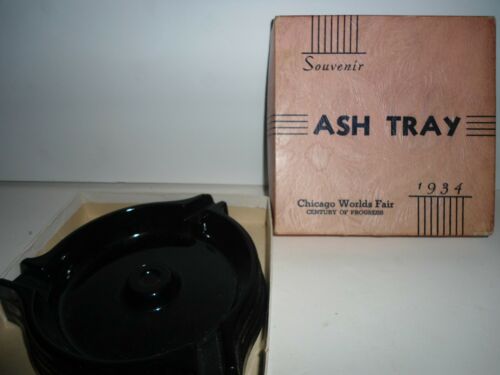 Souvenir
ASH TRAY
1934
Chicago Worlds Fair
CENTURY OF PROGRESS